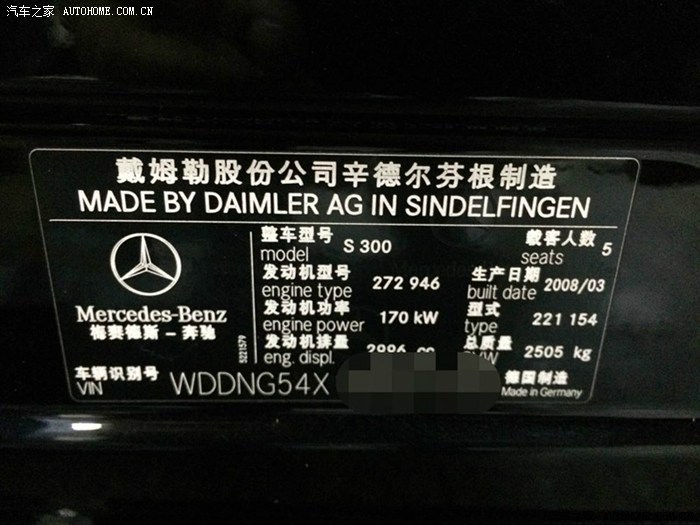 汽车之家 AUTOHOME.COM.CN
戴姆勒股份公司辛德尔芬根制造
MADE BY DAIMLER AG IN SINDELFINGEN
整车型号 载客人数
model S 300 seats 5
发动机型号 生产日期
engine type 272 946 built date 2008/03
发动机功率 型式
engine power 170 kW type 221 154
发动机排量 总质量
eng. displ. 2505 kg
Mercedes-Benz
梅赛德斯-奔驰
5221579
车辆识别号 德国制造
VIN WDDNG54X Made in Germany